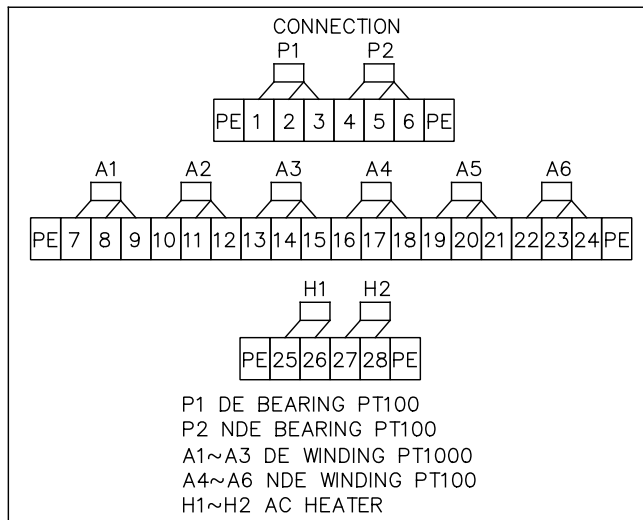 CONNECTION
P1 P2
PE 1 2 3 4 5 6 PE
A1 A2 A3 A4 A5 A6
PE 7 8 9 10 11 12 13 14 15 16 17 18 19 20 21 22 23 24 PE
H1 H2
PE 25 26 27 28 PE
P1 DE BEARING PT100
P2 NDE BEARING PT100
A1~A3 DE WINDING PT1000
A4~A6 NDE WINDING PT100
H1~H2 AC HEATER